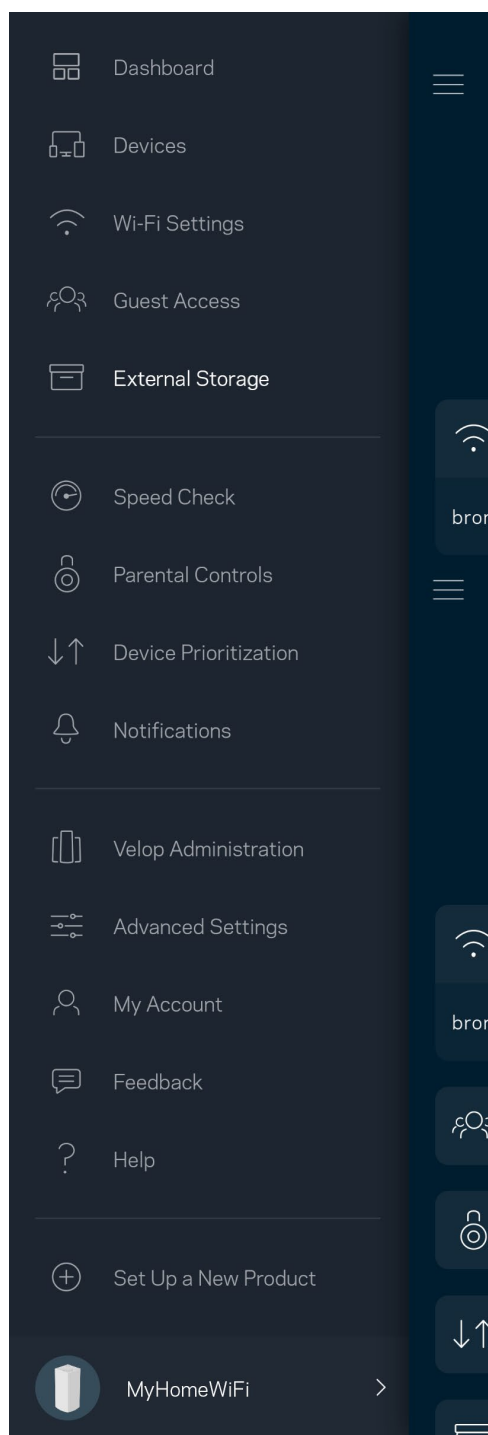 Dashboard
Devices
Wi-Fi Settings
Guest Access
External Storage
Speed Check
Parental Controls
Device Prioritization
Notifications
Velop Administration
Advanced Settings
My Account
Feedback
Help
Set Up a New Product
MyHomeWiFi